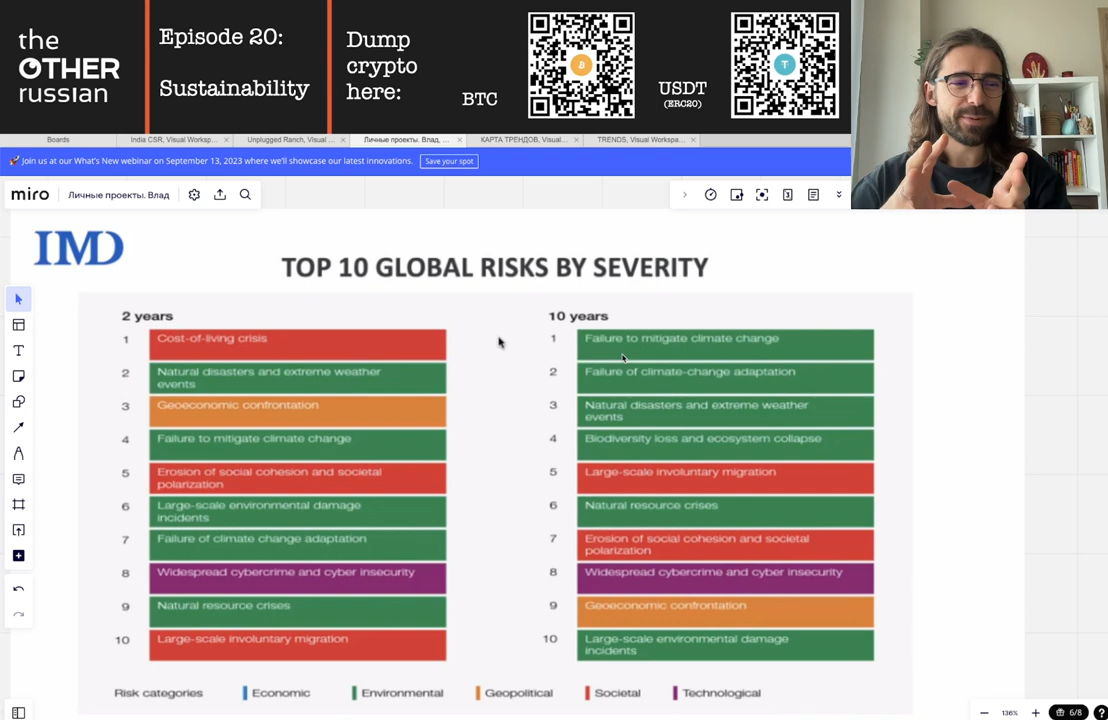 the
OTHER
russian
Episode 20:
Sustainability
Dump
crypto
here:
BTC
USDT
(ERC20)
Boards
India CSR, Visual Worksp...
Unplugged Ranch, Visual ...
Личные проекты. Влад, ...
КАРТА ТРЕНДОВ, Visual...
TRENDS, Visual Workspa...
Join us at our What's New webinar on September 13, 2023 where we'll showcase our latest innovations.
Save your spot
miro
Личные проекты. Влад
IMD
TOP 10 GLOBAL RISKS BY SEVERITY
2 years
1 Cost-of-living crisis
2 Natural disasters and extreme weather
events
3 Geoeconomic confrontation
4 Failure to mitigate climate change
5 Erosion of social cohesion and societal
polarization
6 Large-scale environmental damage
incidents
7 Failure of climate change adaptation
8 Widespread cybercrime and cyber insecurity
9 Natural resource crises
10 Large-scale involuntary migration
10 years
1 Failure to mitigate climate change
2 Failure of climate-change adaptation
3 Natural disasters and extreme weather
events
4 Biodiversity loss and ecosystem collapse
5 Large-scale involuntary migration
6 Natural resource crises
7 Erosion of social cohesion and societal
polarization
8 Widespread cybercrime and cyber insecurity
9 Geoeconomic confrontation
10 Large-scale environmental damage
incidents
Risk categories Economic Environmental Geopolitical Societal Technological
136%
6/8